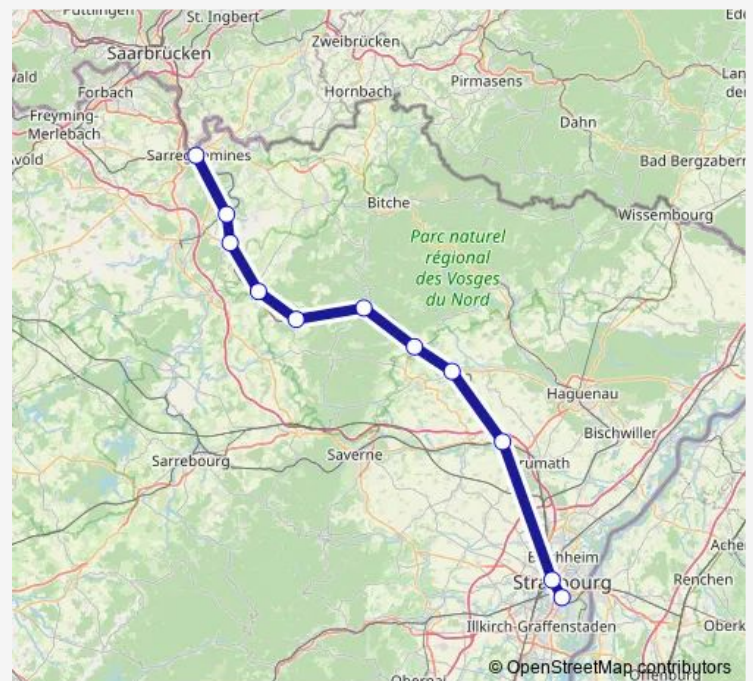 Püttlingen
St. Ingbert
Saarbrücken
Zweibrücken
Forbach
Hornbach
Pirmasens
Freyming-
Merlebach
Dahn
Bad Bergzabern
Bitche
Wissembourg
Parc naturel
régional
des Vosges
du Nord
Haguenau
Bischwiller
Sarrebourg
Saverne
Renchen
Illkirch-Graffenstaden
© OpenStreetMap contributors